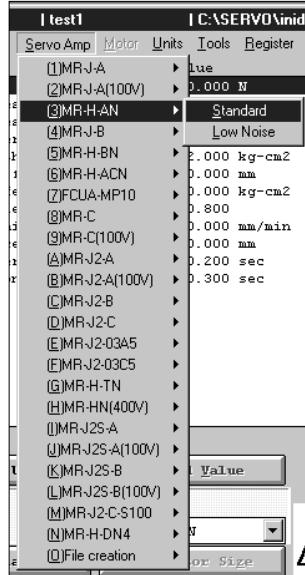 test1 C:\SERVO\inid
Servo Amp Motor Units Tools Register
(1)MR-J-A
(2)MR-J-A(100V) 0.000 N
(3)MR-H-AN Standard
(4)MR-J-B Low Noise
(5)MR-H-BN 2.000 kg-cm2
(6)MR-H-ACN 0.000 mm
(7)FCUA-MP10 0.000 kg-cm2
(8)MR-C 0.800
(9)MR-C(100V) 0.000 mm/min
(A)MR-J2-A 0.000 mm
(B)MR-J2-A(100V) 0.200 sec
(C)MR-J2-B 0.300 sec
(D)MR-J2-C
(E)MR-J2-03A5
(F)MR-J2-03C5
(G)MR-H-TN
(H)MR-HN(400V)
(I)MR-J2S-A
(J)MR-J2S-A(100V)
(K)MR-J2S-B Value
(L)MR-J2S-B(100V)
(M)MR-J2-C-S100
(N)MR-H-DN4
(O)File creation Size